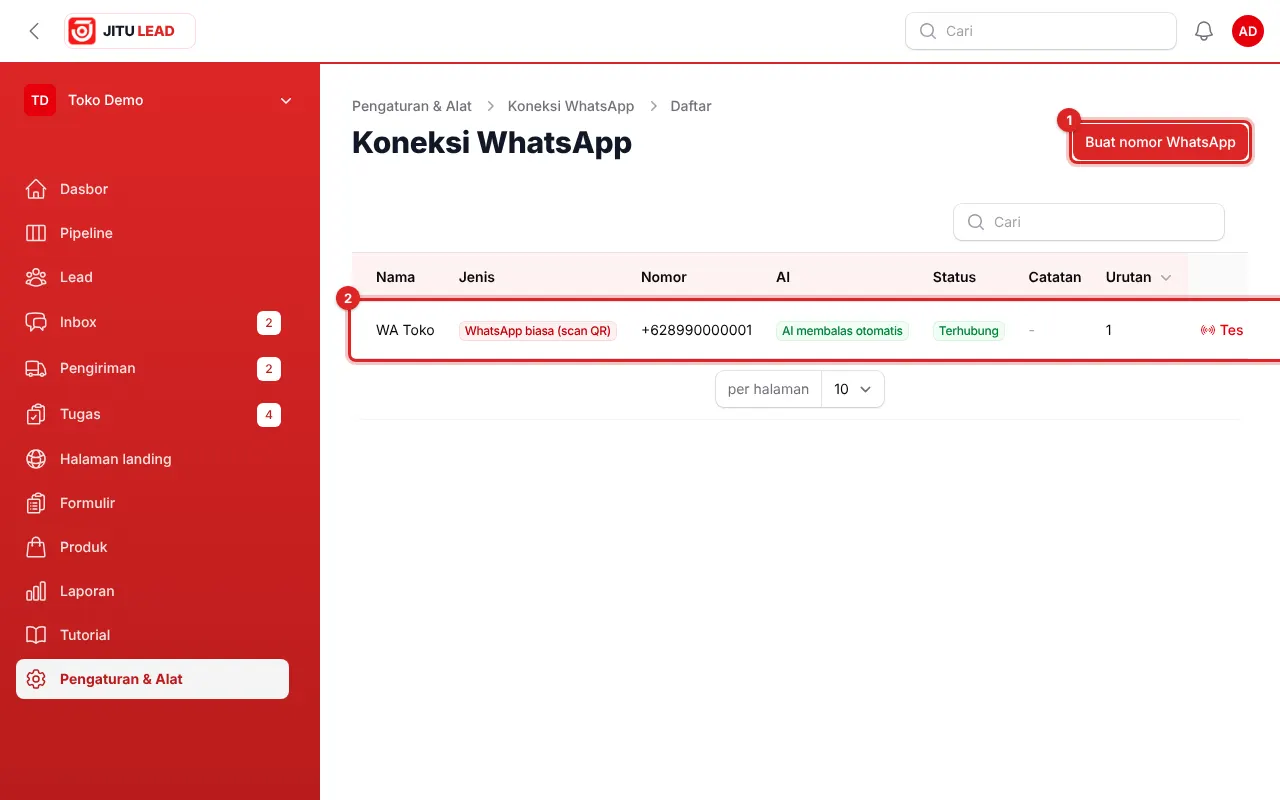 JITU LEAD
Cari
AD
TD
Toko Demo
Dasbor
Pipeline
Lead
Inbox
2
Pengiriman
2
Tugas
4
Halaman landing
Formulir
Produk
Laporan
Tutorial
Pengaturan & Alat
Pengaturan & Alat > Koneksi WhatsApp > Daftar
Koneksi WhatsApp
1
Buat nomor WhatsApp
Cari
Nama Jenis Nomor AI Status Catatan Urutan
2
WA Toko WhatsApp biasa (scan QR) +628990000001 AI membalas otomatis Terhubung - 1 Tes
per halaman 10